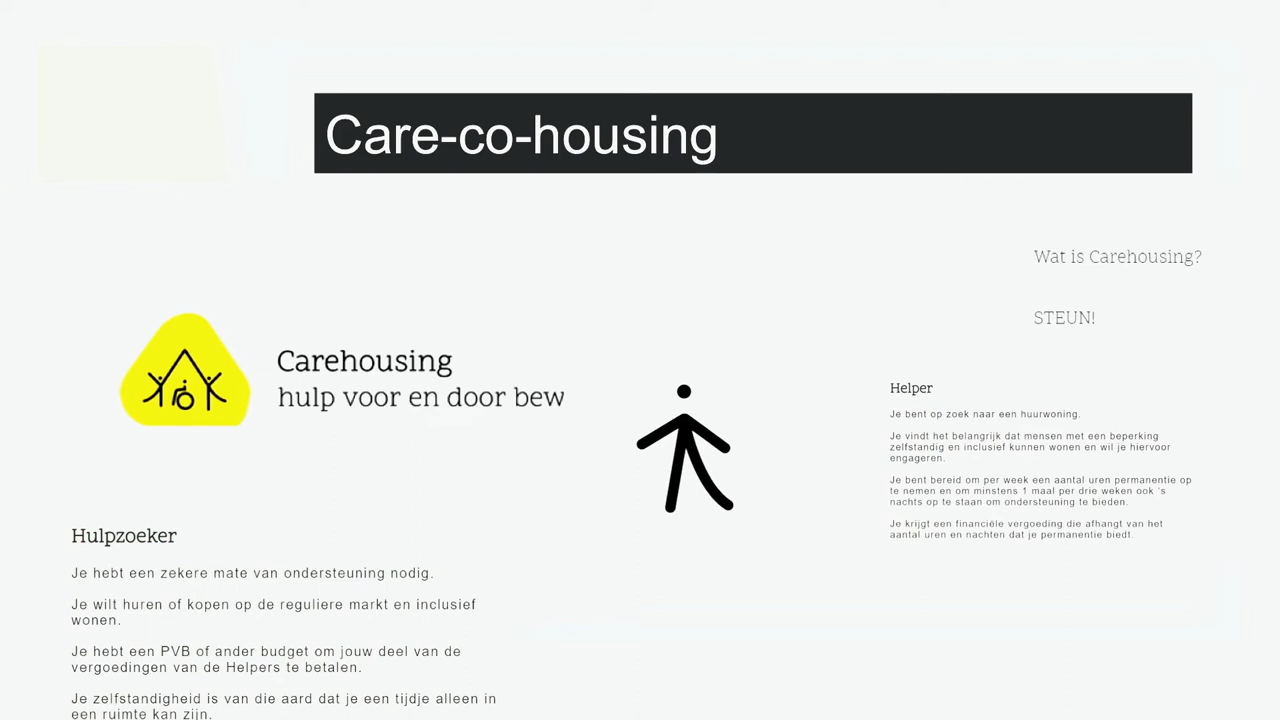 Care-co-housing
Wat is Carehousing?
STEUN!
Carehousing
hulp voor en door bew
Helper
Je bent op zoek naar een huurwoning.
Je vindt het belangrijk dat mensen met een beperking
zelfstandig en inclusief kunnen wonen en wil je hiervoor
engageren.
Je bent bereid om per week een aantal uren permanentie op
te nemen en om minstens 1 maal per drie weken ook 's
nachts op te staan om ondersteuning te bieden.
Je krijgt een financiële vergoeding die afhangt van het
aantal uren en nachten dat je permanentie biedt.
Hulpzoeker
Je hebt een zekere mate van ondersteuning nodig.
Je wilt huren of kopen op de reguliere markt en inclusief
wonen.
Je hebt een PVB of ander budget om jouw deel van de
vergoedingen van de Helpers te betalen.
Je zelfstandigheid is van die aard dat je een tijdje alleen in
een ruimte kan zijn.